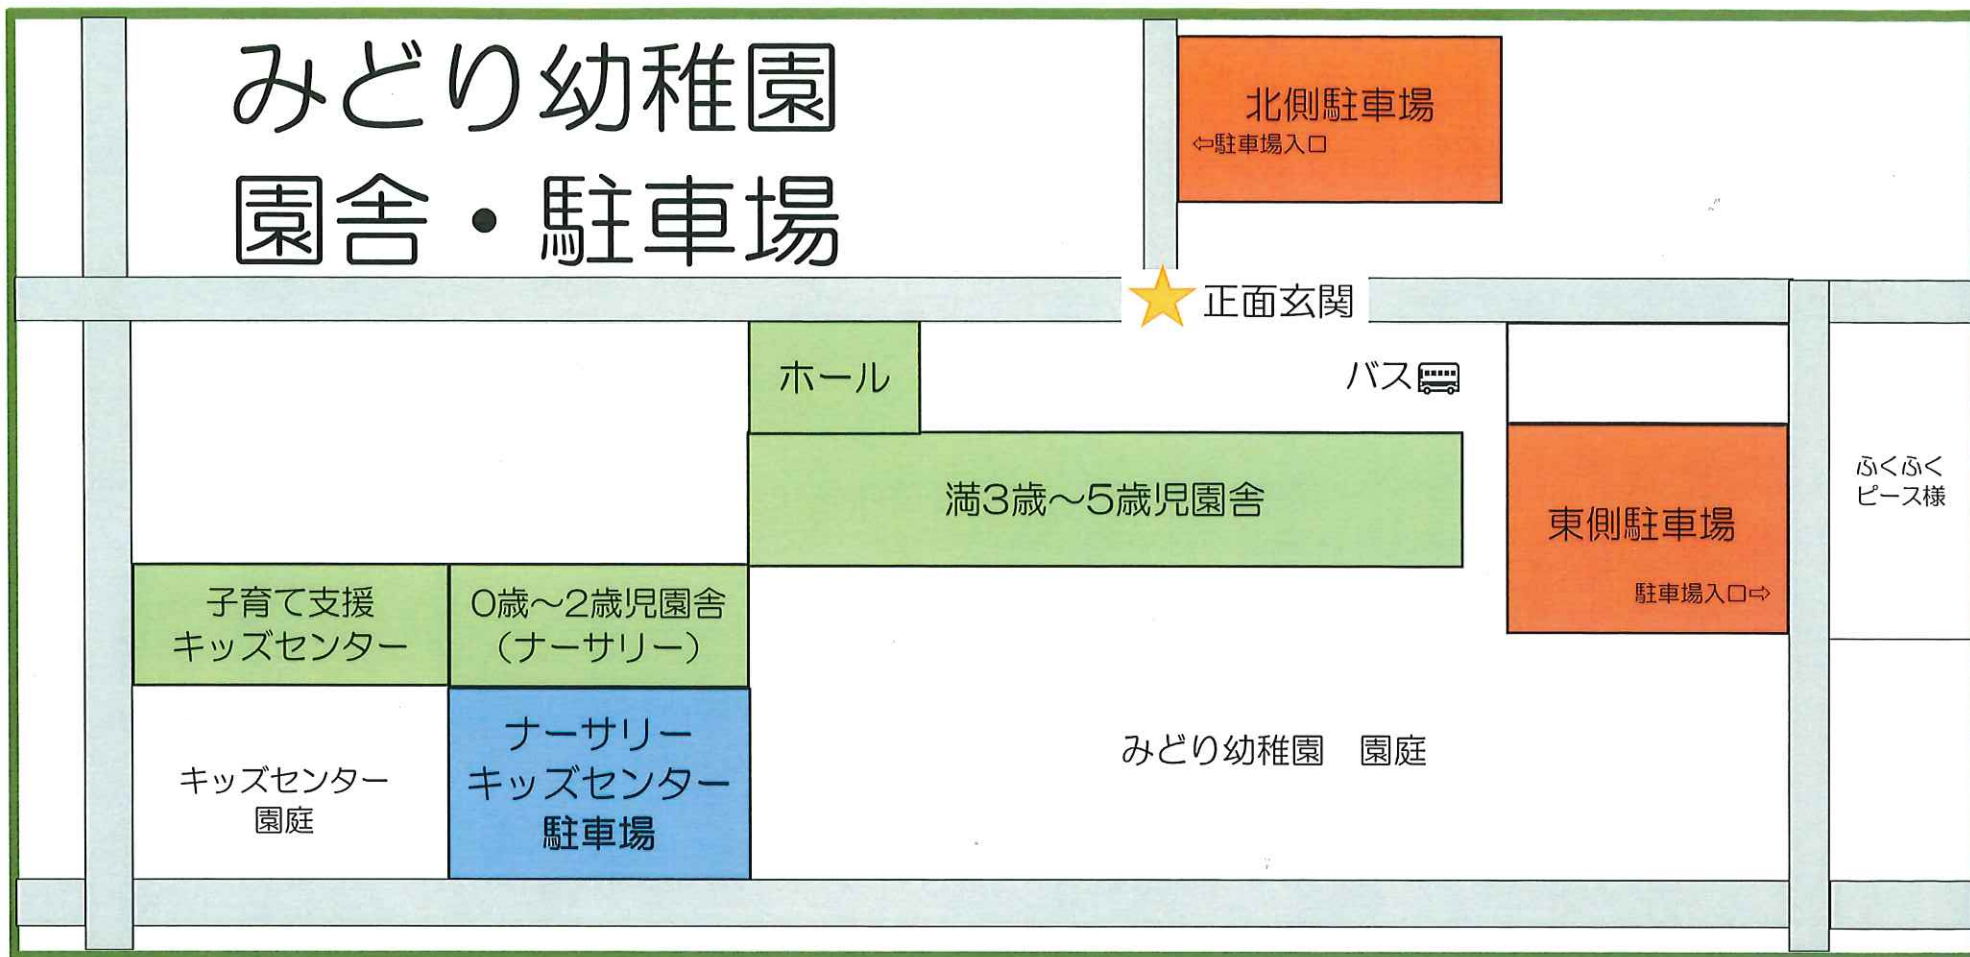 みどり幼稚園
園舎・駐車場
北側駐車場
⇦駐車場入口
正面玄関
ホール
バス
満3歳～5歳児園舎
ふくふく
ピース様
東側駐車場
駐車場入口⇨
子育て支援
キッズセンター
0歳～2歳児園舎
（ナーサリー）
ナーサリー
キッズセンター
駐車場
キッズセンター
園庭
みどり幼稚園　園庭